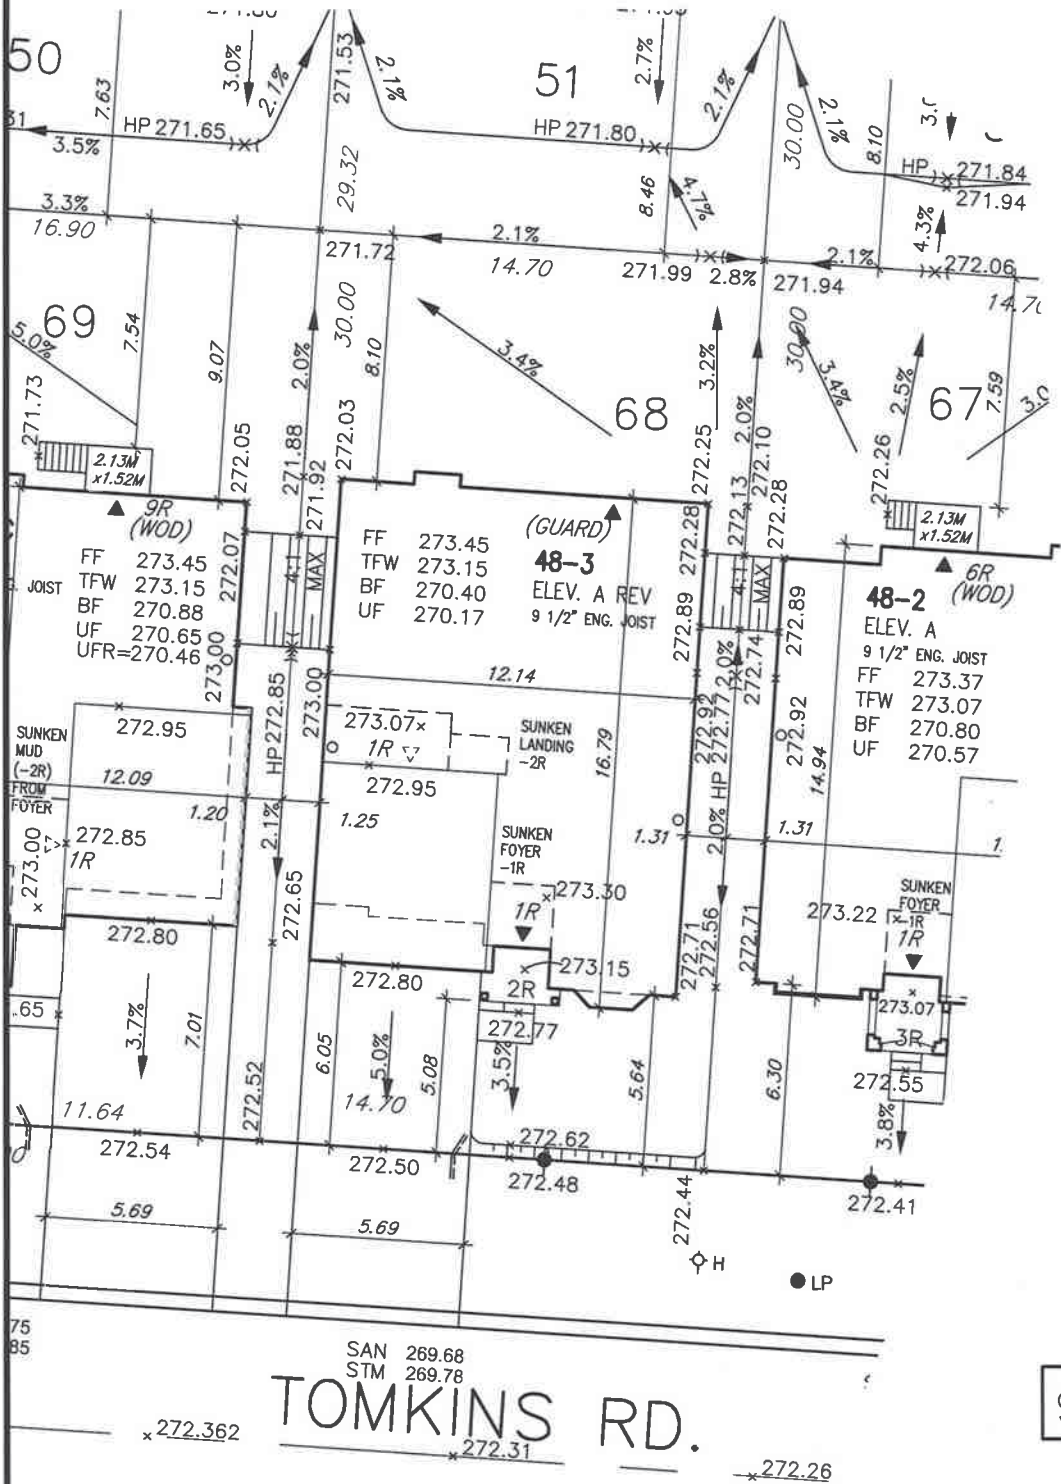 50
7.63
3.0%
2.1%
271.53
2.1%
51
2.7%
2.1%
30.00
2.1%
8.10
31
3.5%
HP 271.65
HP 271.80
HP
271.84
271.94
29.32
8.46
4.7%
4.3%
3.3%
16.90
271.72
2.1%
14.70
271.99
2.8%
2.1%
271.94
272.06
69
5.0%
7.54
9.07
2.0%
30.00
8.10
3.4%
68
3.2%
2.0%
30.00
3.4%
2.5%
67
7.59
271.73
272.05
271.88
271.92
272.03
272.25
272.13
272.10
272.28
272.26
2.13M
x1.52M
9R
(WOD)
FF 273.45
TFW 273.15
BF 270.88
UF 270.65
UFR=270.46
JOIST
272.07
4:1
MAX
FF 273.45
TFW 273.15
BF 270.40
UF 270.17
(GUARD)
48-3
ELEV. A REV
9 1/2" ENG. JOIST
272.28
272.89
4:1
MAX
272.89
2.13M
x1.52M
6R
(WOD)
48-2
ELEV. A
9 1/2" ENG. JOIST
FF 273.37
TFW 273.07
BF 270.80
UF 270.57
273.00
HP 272.85
273.00
12.14
272.92
HP 272.77
2.0%
272.74
272.92
14.94
272.95
SUNKEN
MUD
(-2R)
FROM
FOYER
12.09
1.20
2.1%
273.07
1R
272.95
1.25
SUNKEN
LANDING
-2R
16.79
1.31
2.0%
1.31
273.00
272.85
1R
272.65
SUNKEN
FOYER
-1R
273.30
1R
272.71
272.56
272.71
273.22
SUNKEN
FOYER
-1R
1R
272.80
272.80
273.15
2R
272.77
273.07
3R
272.55
.65
3.7%
7.01
272.52
6.05
5.0%
5.08
3.5%
5.64
6.30
3.8%
11.64
14.70
272.54
272.50
272.62
272.48
272.44
272.41
5.69
5.69
H
LP
75
85
SAN 269.68
STM 269.78
TOMKINS RD.
272.362
272.31
272.26